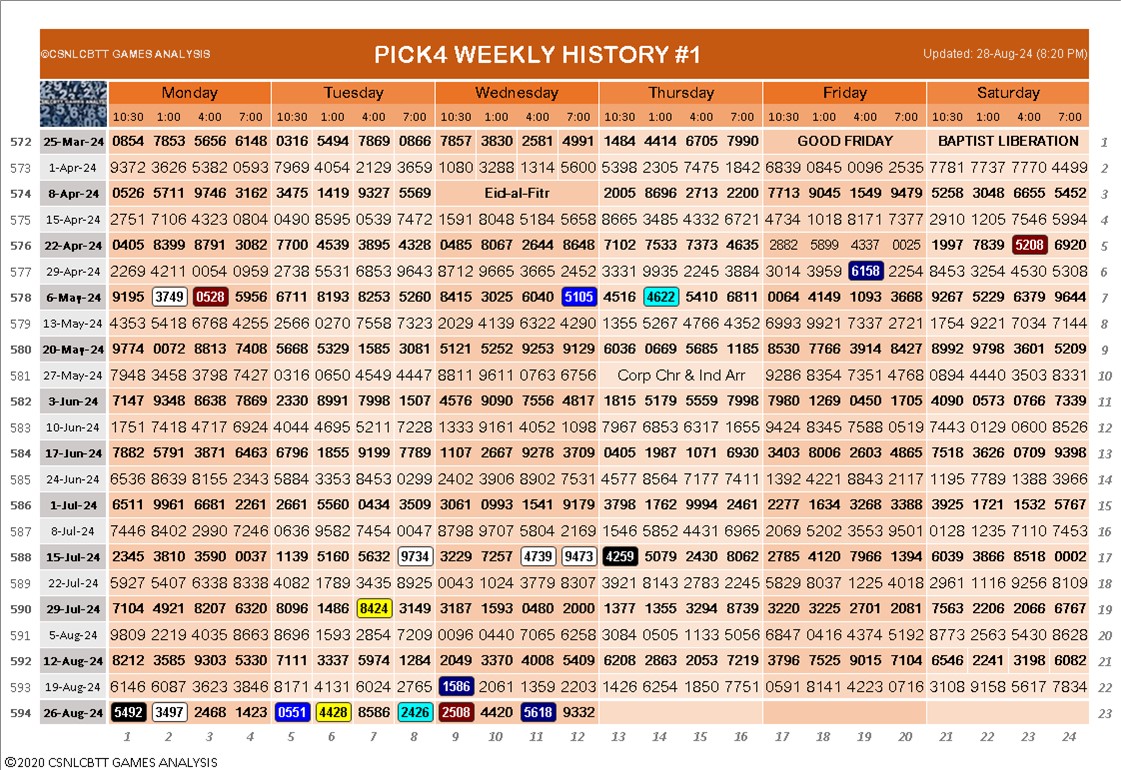 ©CSNLCBTT GAMES ANALYSIS PICK4 WEEKLY HISTORY #1 Updated: 28-Aug-24 (8:20 PM)
Monday Tuesday Wednesday Thursday Friday Saturday
10:30 1:00 4:00 7:00 10:30 1:00 4:00 7:00 10:30 1:00 4:00 7:00 10:30 1:00 4:00 7:00 10:30 1:00 4:00 7:00 10:30 1:00 4:00 7:00
572 25-Mar-24 0854 7853 5656 6148 0316 5494 7869 0866 7857 3830 2581 4991 1484 4414 6705 7990 GOOD FRIDAY BAPTIST LIBERATION 1
573 1-Apr-24 9372 3626 5382 0593 7969 4054 2129 3659 1080 3288 1314 5600 5398 2305 7475 1842 6839 0845 0096 2535 7781 7737 7770 4499 2
574 8-Apr-24 0526 5711 9746 3162 3475 1419 9327 5569 Eid-al-Fitr 2005 8696 2713 2200 7713 9045 1549 9479 5258 3048 6655 5452 3
575 15-Apr-24 2751 7106 4323 0804 0490 8595 0539 7472 1591 8048 5184 5658 8665 3485 4332 6721 4734 1018 8171 7377 2910 1205 7546 5994 4
576 22-Apr-24 0405 8399 8791 3082 7700 4539 3895 4328 0485 8067 2644 8648 7102 7533 7373 4635 2882 5899 4337 0025 1997 7839 5208 6920 5
577 29-Apr-24 2269 4211 0054 0959 2738 5531 6853 9643 8712 9665 3665 2452 3331 9935 2245 3884 3014 3959 6158 2254 8453 3254 4530 5308 6
578 6-May-24 9195 3749 0528 5956 6711 8193 8253 5260 8415 3025 6040 5105 4516 4622 5410 6811 0064 4149 1093 3668 9267 5229 6379 9644 7
579 13-May-24 4353 5418 6768 4255 2566 0270 7558 7323 2029 4139 6322 4290 1355 5267 4766 4352 6993 9921 7337 2721 1754 9221 7034 7144 8
580 20-May-24 9774 0072 8813 7408 5668 5329 1585 3081 5121 5252 9253 9129 6036 0669 5685 1185 8530 7766 3914 8427 8992 9798 3601 5209 9
581 27-May-24 7948 3458 3798 7427 0316 0650 4549 4447 8811 9611 0763 6756 Corp Chr & Ind Arr 9286 8354 7351 4768 0894 4440 3503 8331 10
582 3-Jun-24 7147 9348 8638 7869 2330 8991 7998 1507 4576 9090 7556 4817 1815 5179 5559 7998 7980 1269 0450 1705 4090 0573 0766 7339 11
583 10-Jun-24 1751 7418 4717 6924 4044 4695 5211 7228 1333 9161 4052 1098 7967 6853 6317 1655 9424 8345 7588 0519 7443 0129 0600 8526 12
584 17-Jun-24 7882 5791 3871 6463 6796 1855 9199 7789 1107 2667 9278 3709 0405 1987 1071 6930 3403 8006 2603 4865 7518 3626 0709 9398 13
585 24-Jun-24 6536 8639 8155 2343 5884 3353 8453 0299 2402 3906 8902 7531 4577 8564 7177 7411 1392 4221 8843 2117 1195 7789 1388 3966 14
586 1-Jul-24 6511 9961 6681 2261 2661 5560 0434 3509 3061 0993 1541 9179 3798 1762 9994 2461 2277 1634 3268 3388 3925 1721 1532 5767 15
587 8-Jul-24 7446 8402 2990 7246 0636 9582 7454 0047 8798 9707 5804 2169 1546 5852 4431 6965 2069 5202 3553 9501 0128 1235 7110 7453 16
588 15-Jul-24 2345 3810 3590 0037 1139 5160 5632 9734 3229 7257 4739 9473 4259 5079 2430 8062 2785 4120 7966 1394 6039 3866 8518 0002 17
589 22-Jul-24 5927 5407 6338 8338 4082 1789 3435 8925 0043 1024 3779 8307 3921 8143 2783 2245 5829 8037 1225 4018 2961 1116 9256 8109 18
590 29-Jul-24 7104 4921 8207 6320 8096 1486 8424 3149 3187 1593 0480 2000 1377 1355 3294 8739 3220 3225 2701 2081 7563 2206 2066 6767 19
591 5-Aug-24 9809 2219 4035 8663 8696 1593 2854 7209 0096 0440 7065 6258 3084 0505 1133 5056 6847 0416 4374 5192 8773 2563 5430 8628 20
592 12-Aug-24 8212 3585 9303 5330 7111 3337 5974 1284 2049 3370 4008 5409 6208 2863 2053 7219 3796 7525 9015 7104 6546 2241 3198 6082 21
593 19-Aug-24 6146 6087 3623 3846 8171 4131 6024 2765 1586 2061 1359 2203 1426 6254 1850 7751 0591 8141 4223 0716 3108 9158 5617 7834 22
594 26-Aug-24 5492 3497 2468 1423 0551 4428 8586 2426 2508 4420 5618 9332 23
1 2 3 4 5 6 7 8 9 10 11 12 13 14 15 16 17 18 19 20 21 22 23 24
©2020 CSNLCBTT GAMES ANALYSIS